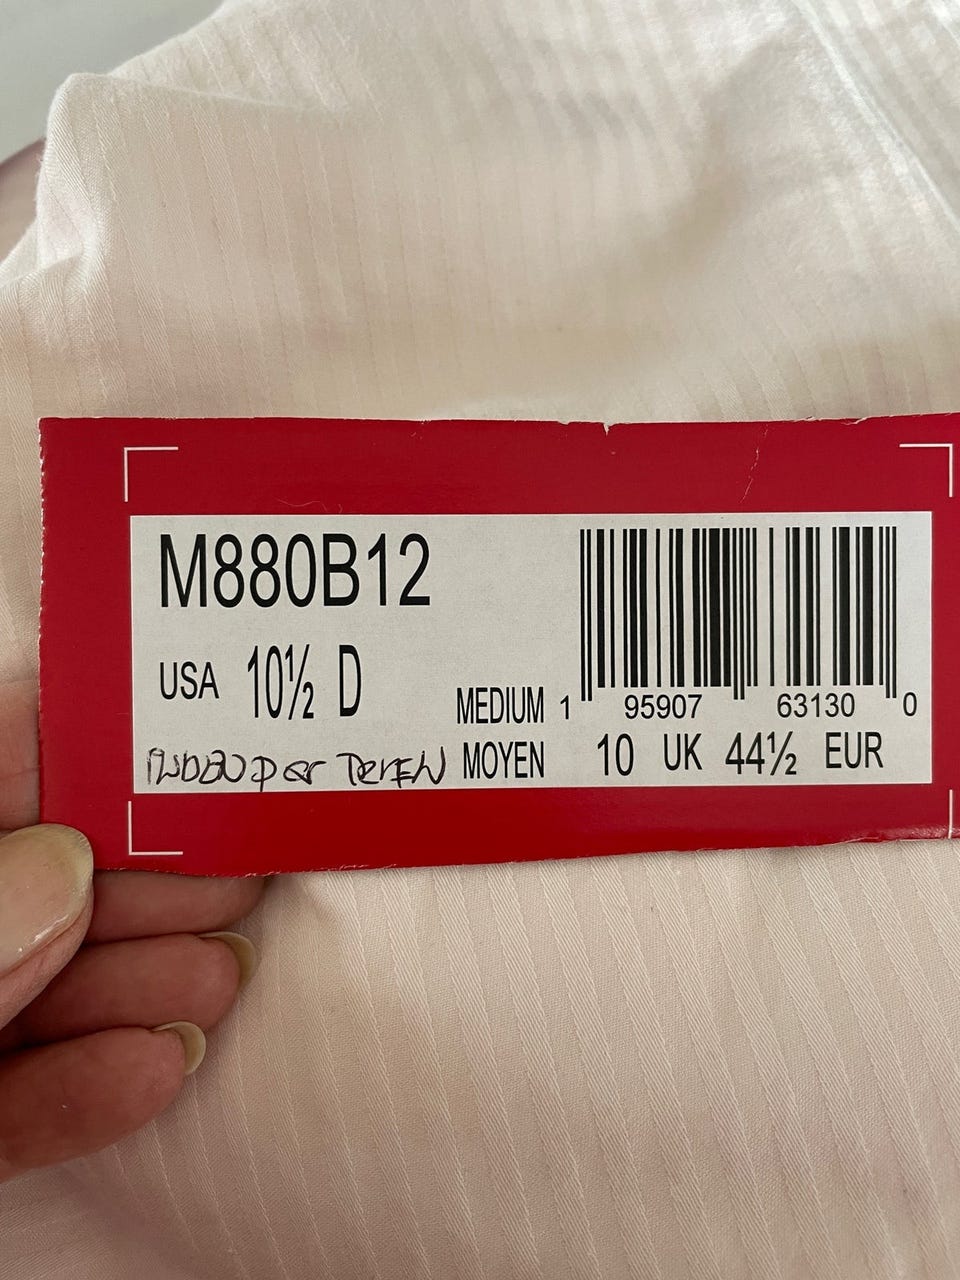 M880B12
USA 10½ D
MEDIUM 1 95907 63130 0
MOYEN 10 UK 44½ EUR